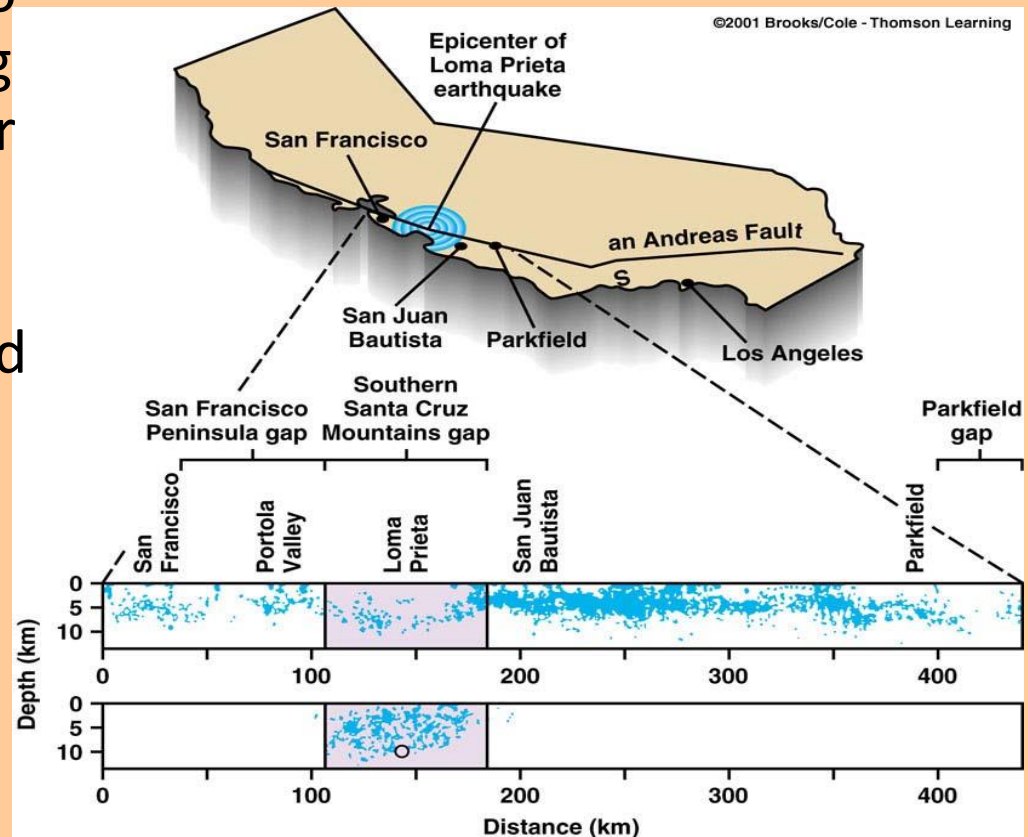 g
r
d
©2001 Brooks/Cole - Thomson Learning
Epicenter of
Loma Prieta
earthquake
San Francisco
an Andreas Fault
S
San Juan
Bautista
Parkfield
Los Angeles
San Francisco
Peninsula gap
Southern
Santa Cruz
Mountains gap
Parkfield
gap
San
Francisco
Portola
Valley
Loma
Prieta
San Juan
Bautista
Parkfield
Depth (km)
0
5
10
0 100 200 300 400
0
5
10
0 100 200 300 400
Distance (km)